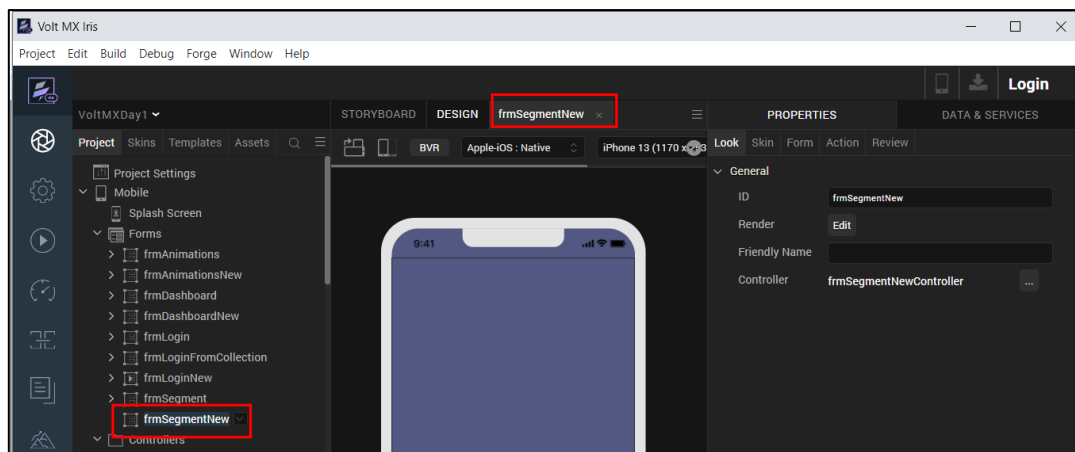 Volt MX Iris
Project Edit Build Debug Forge Window Help
Login
VoltMXDay1
STORYBOARD DESIGN frmSegmentNew ×
PROPERTIES DATA & SERVICES
Project Skins Templates Assets
BVR Apple-iOS : Native iPhone 13 (1170 x
Look Skin Form Action Review
Project Settings
Mobile
Splash Screen
Forms
frmAnimations
frmAnimationsNew
frmDashboard
frmDashboardNew
frmLogin
frmLoginFromCollection
frmLoginNew
frmSegment
frmSegmentNew
Controllers
9:41
General
ID frmSegmentNew
Render Edit
Friendly Name
Controller frmSegmentNewController ...